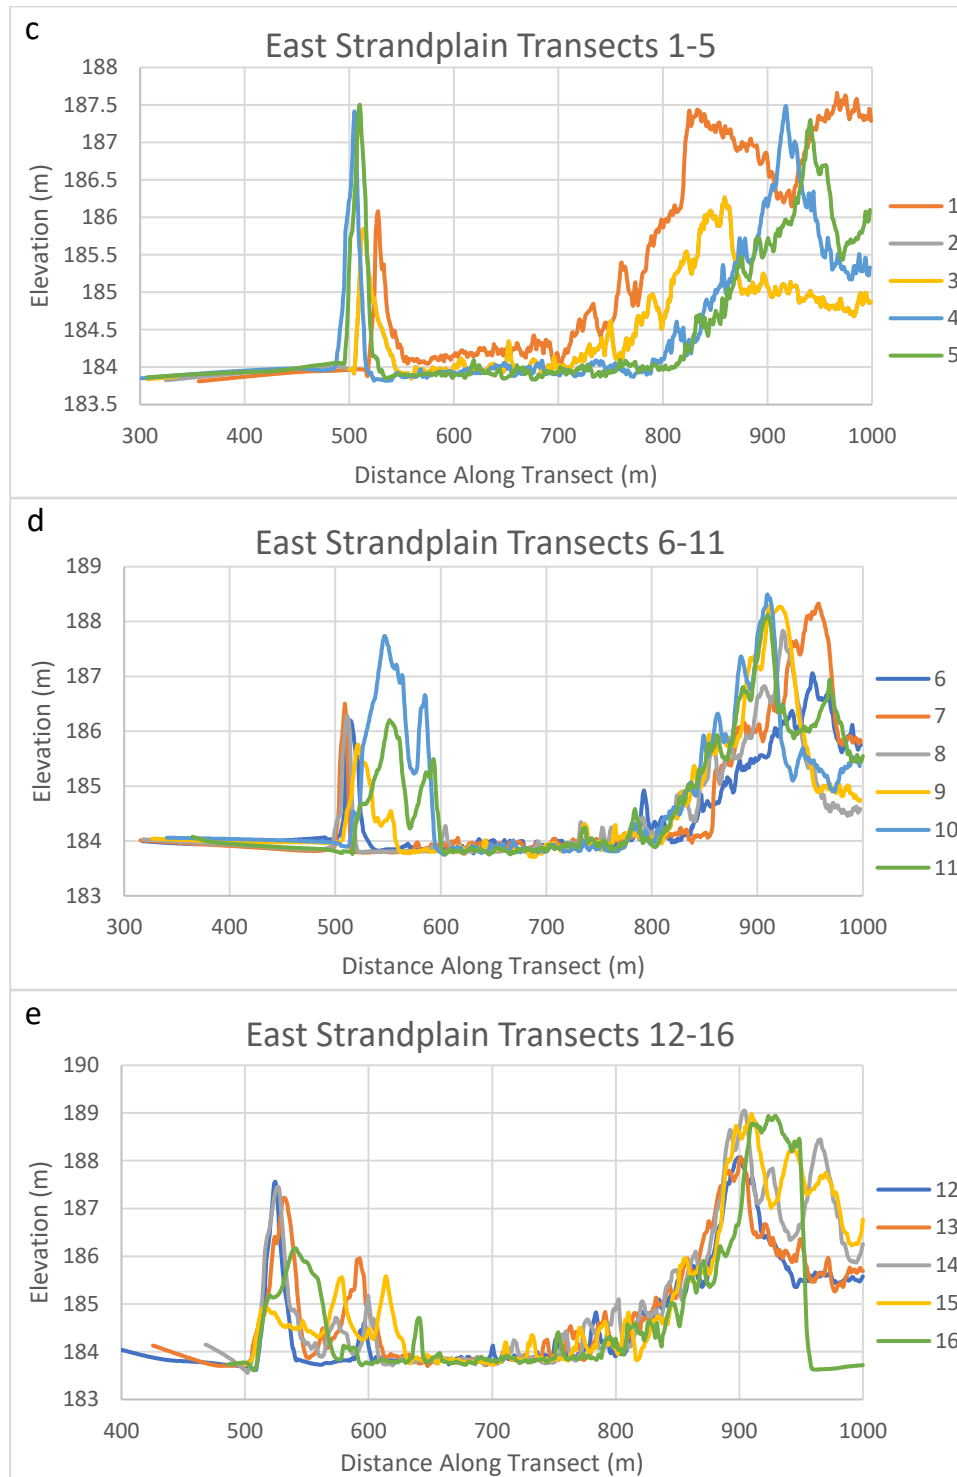 c
East Strandplain Transects 1-5
188
187.5
187
186.5
186
185.5
185
184.5
184
183.5
Elevation (m)
300 400 500 600 700 800 900 1000
Distance Along Transect (m)
1
2
3
4
5
d
East Strandplain Transects 6-11
189
188
187
186
185
184
183
Elevation (m)
300 400 500 600 700 800 900 1000
Distance Along Transect (m)
6
7
8
9
10
11
e
East Strandplain Transects 12-16
190
189
188
187
186
185
184
183
Elevation (m)
400 500 600 700 800 900 1000
Distance Along Transect (m)
12
13
14
15
16